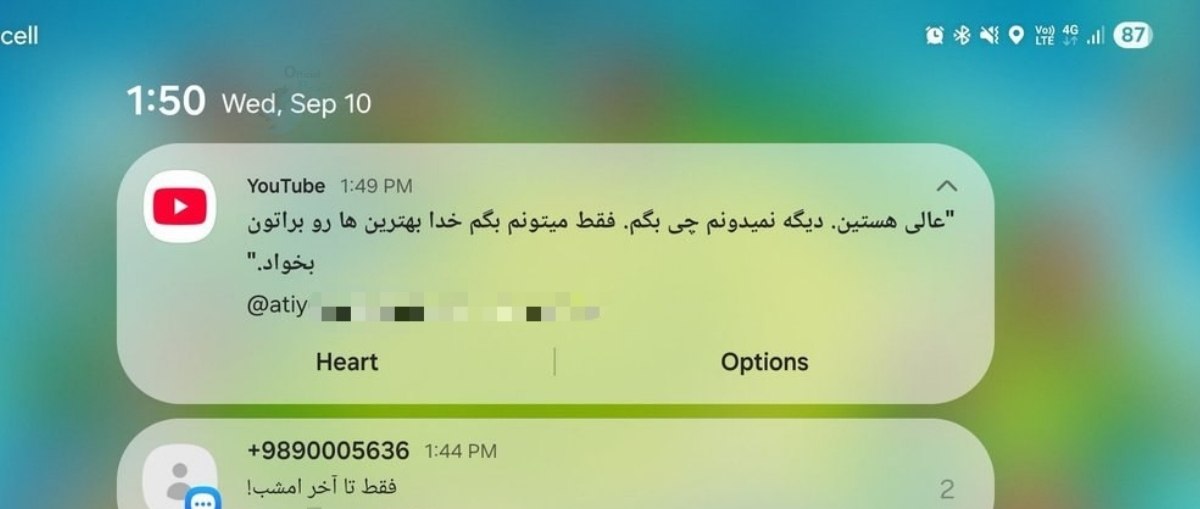 cell
Vo))
LTE
4G
87
1:50 Wed, Sep 10
YouTube 1:49 PM
"عالی هستین. دیگه نمیدونم چی بگم. فقط میتونم بگم خدا بهترین ها رو براتون
بخواد."
@atiy
Heart
Options
+9890005636 1:44 PM
فقط تا آخر امشب!
2